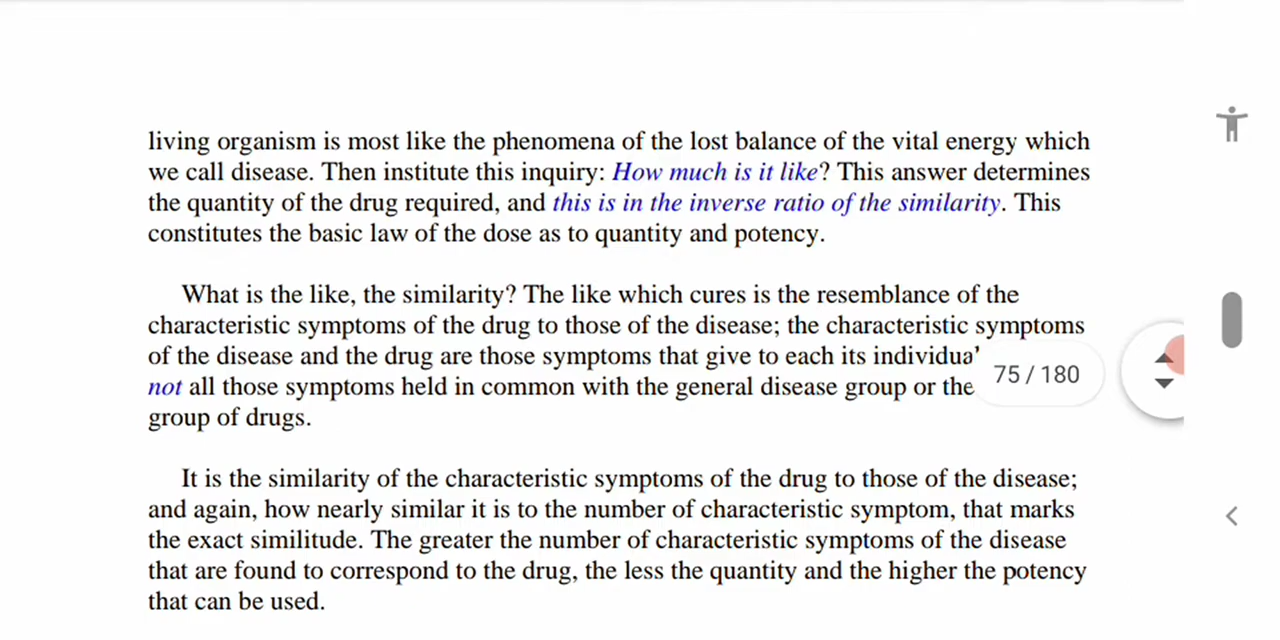 living organism is most like the phenomena of the lost balance of the vital energy which
we call disease. Then institute this inquiry: How much is it like? This answer determines
the quantity of the drug required, and this is in the inverse ratio of the similarity. This
constitutes the basic law of the dose as to quantity and potency.
What is the like, the similarity? The like which cures is the resemblance of the
characteristic symptoms of the drug to those of the disease; the characteristic symptoms
of the disease and the drug are those symptoms that give to each its
not all those symptoms held in common with the general disease group or the
group of drugs.
75 / 180
It is the similarity of the characteristic symptoms of the drug to those of the disease;
and again, how nearly similar it is to the number of characteristic symptom, that marks
the exact similitude. The greater the number of characteristic symptoms of the disease
that are found to correspond to the drug, the less the quantity and the higher the potency
that can be used.